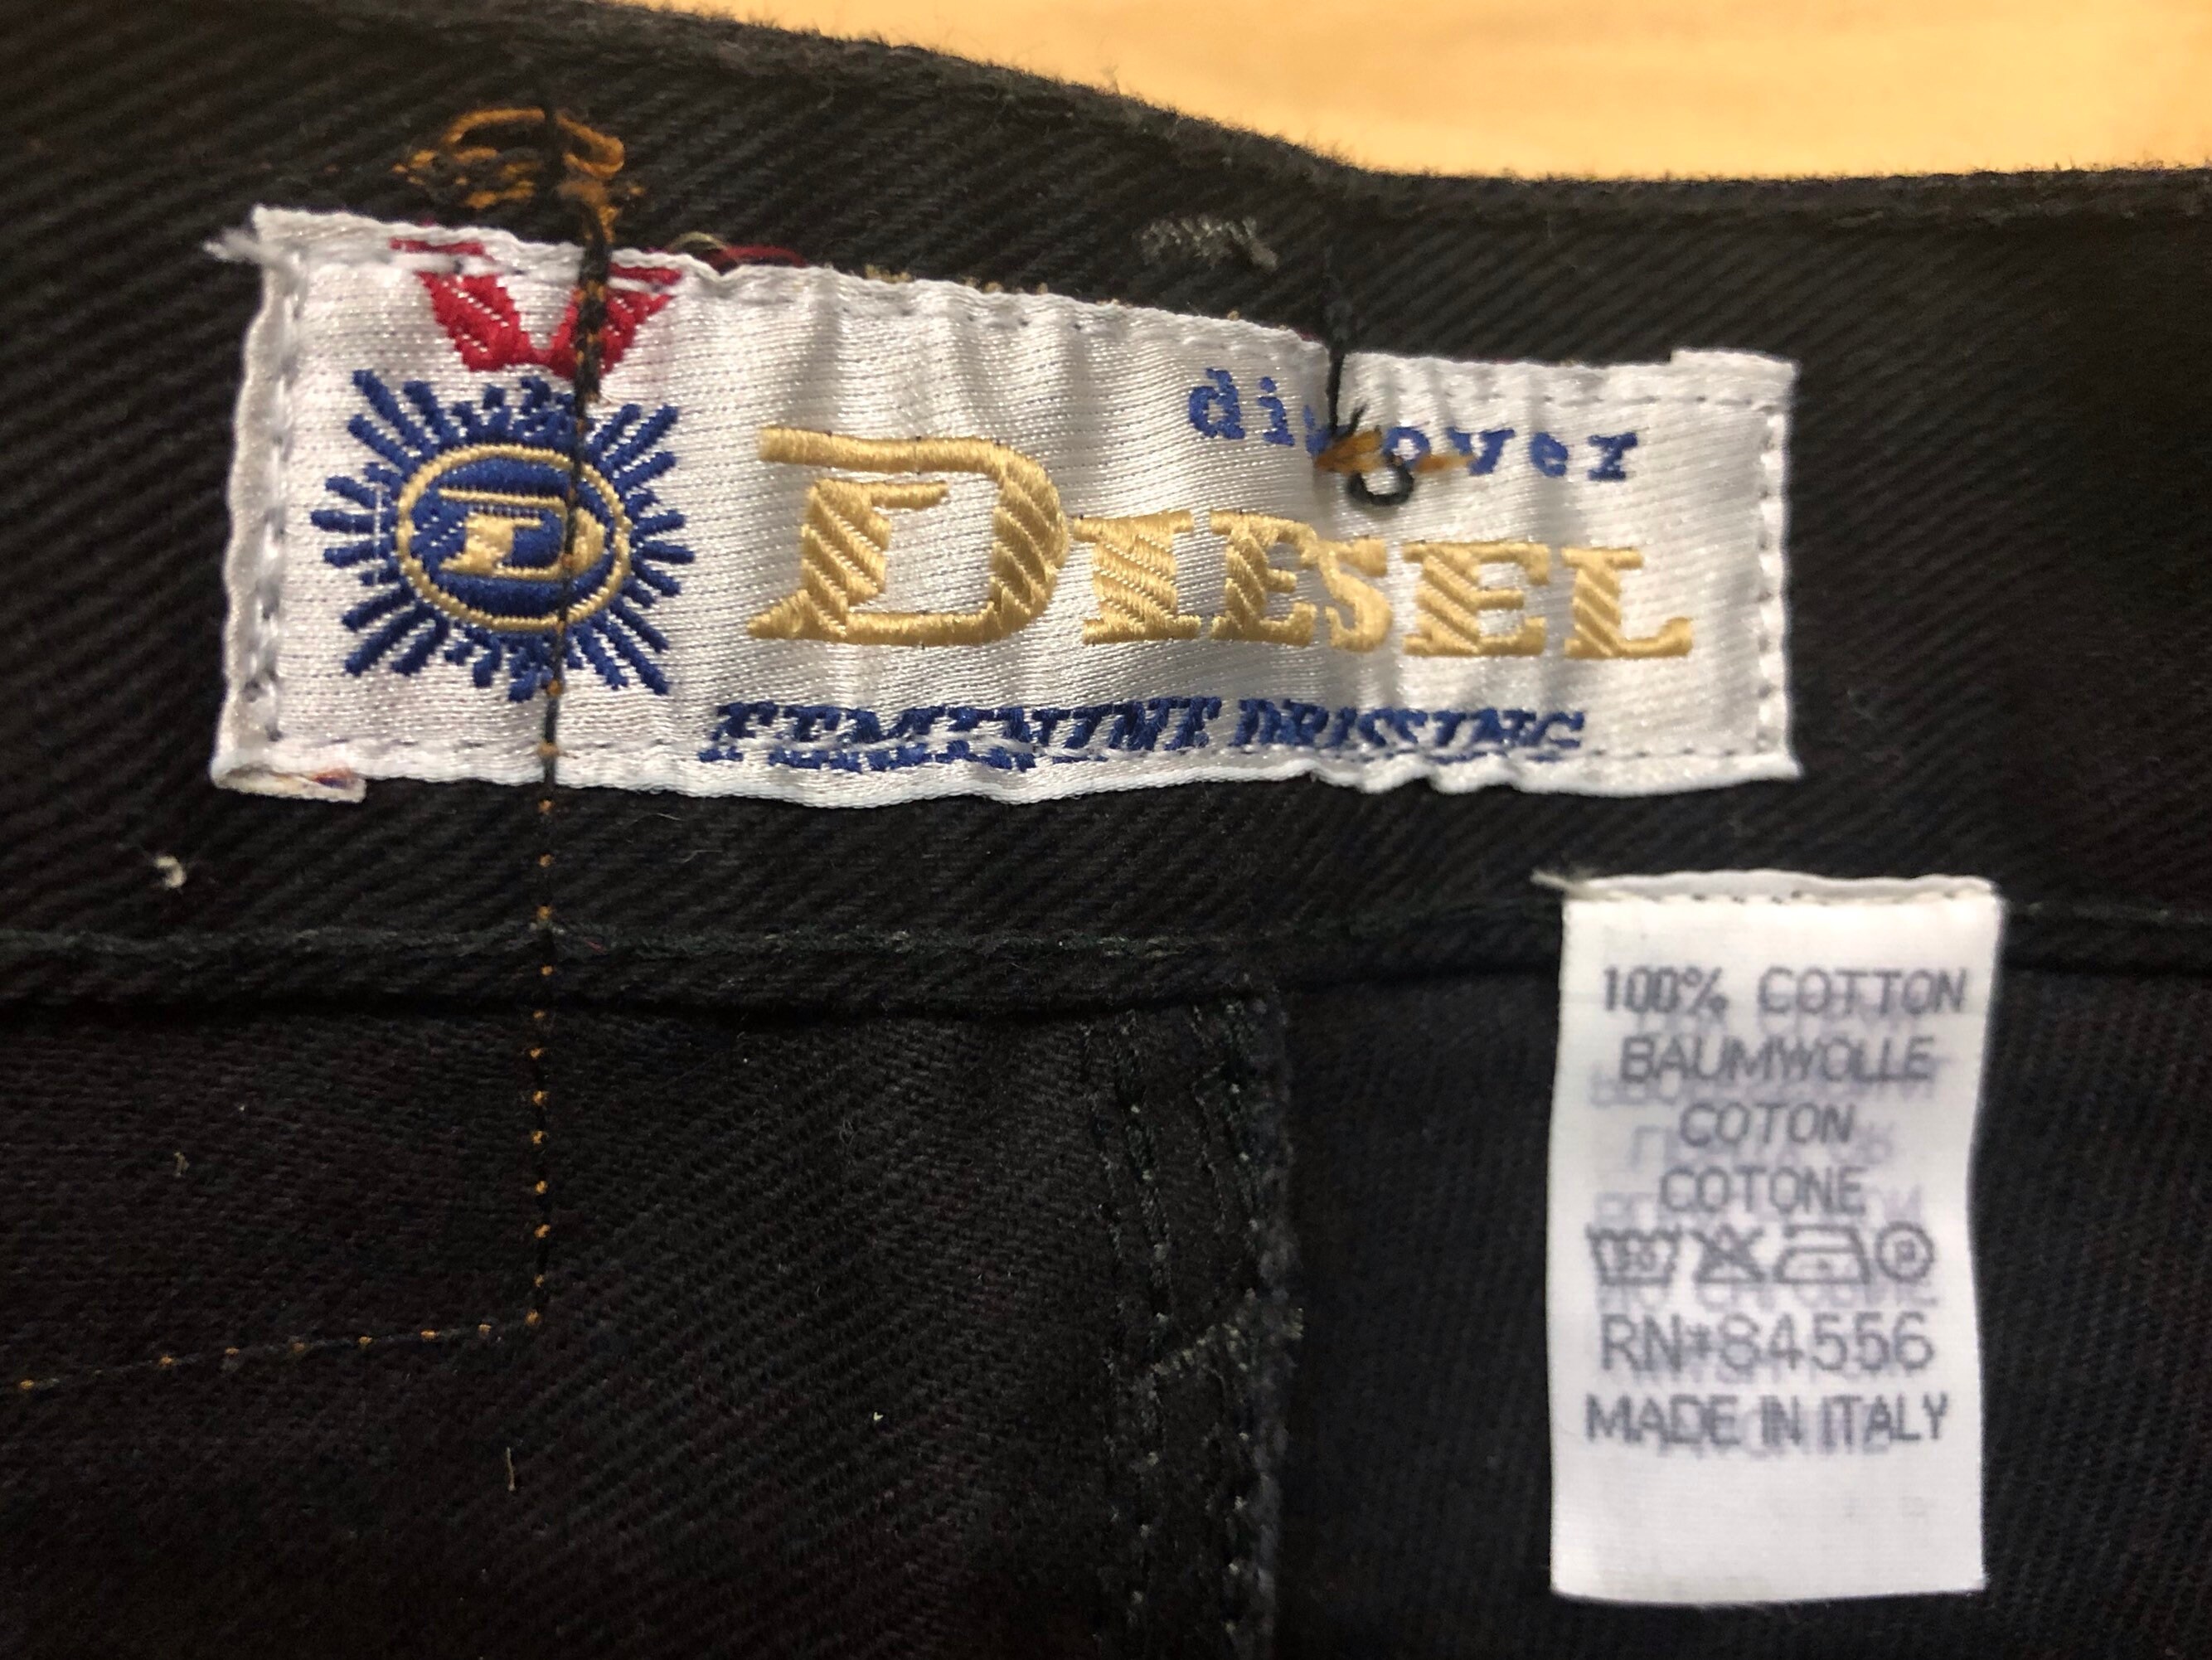 discover
D
DIESEL
FEMININE DRESSING
100% COTTON
BAUMWOLLE
COTON
COTONE
RN*84556
MADE IN ITALY